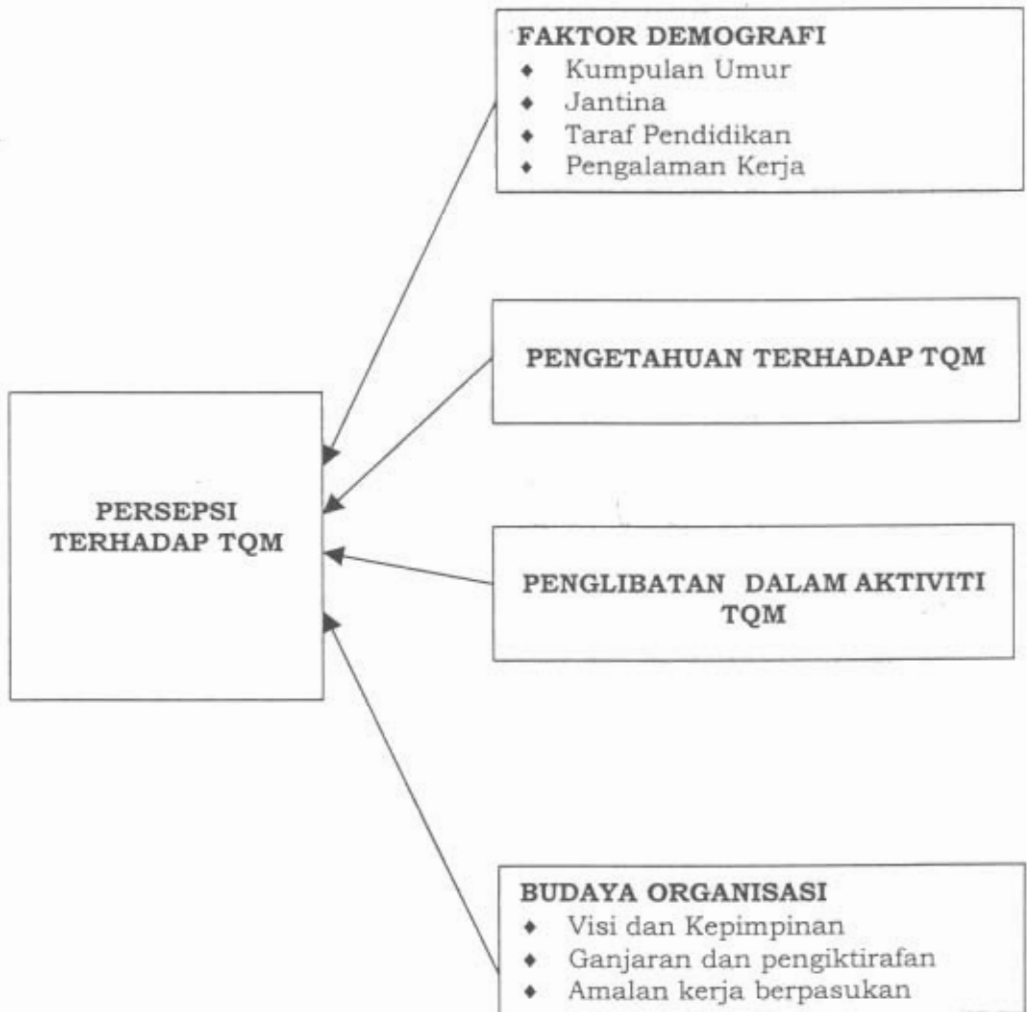 FAKTOR DEMOGRAFI
♦ Kumpulan Umur
♦ Jantina
♦ Taraf Pendidikan
♦ Pengalaman Kerja
PENGETAHUAN TERHADAP TQM
PERSEPSI
TERHADAP TQM
PENGLIBATAN DALAM AKTIVITI
TQM
BUDAYA ORGANISASI
♦ Visi dan Kepimpinan
♦ Ganjaran dan pengiktirafan
♦ Amalan kerja berpasukan